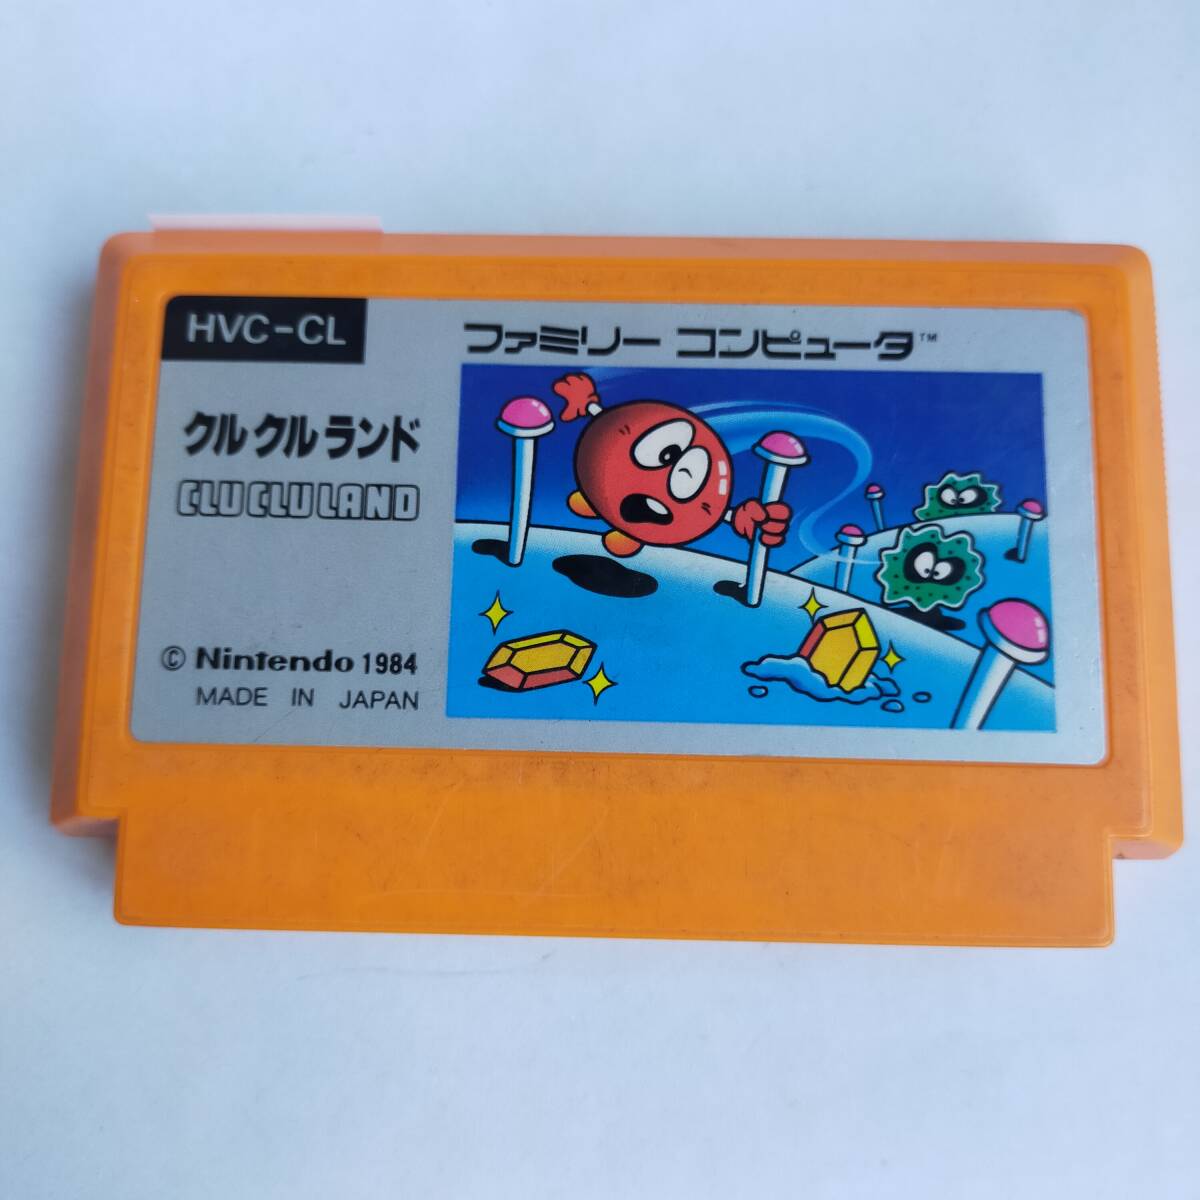 HVC-CL
ファミリー コンピュータ™
クルクルランド
CLU CLU LAND
© Nintendo 1984
MADE IN JAPAN